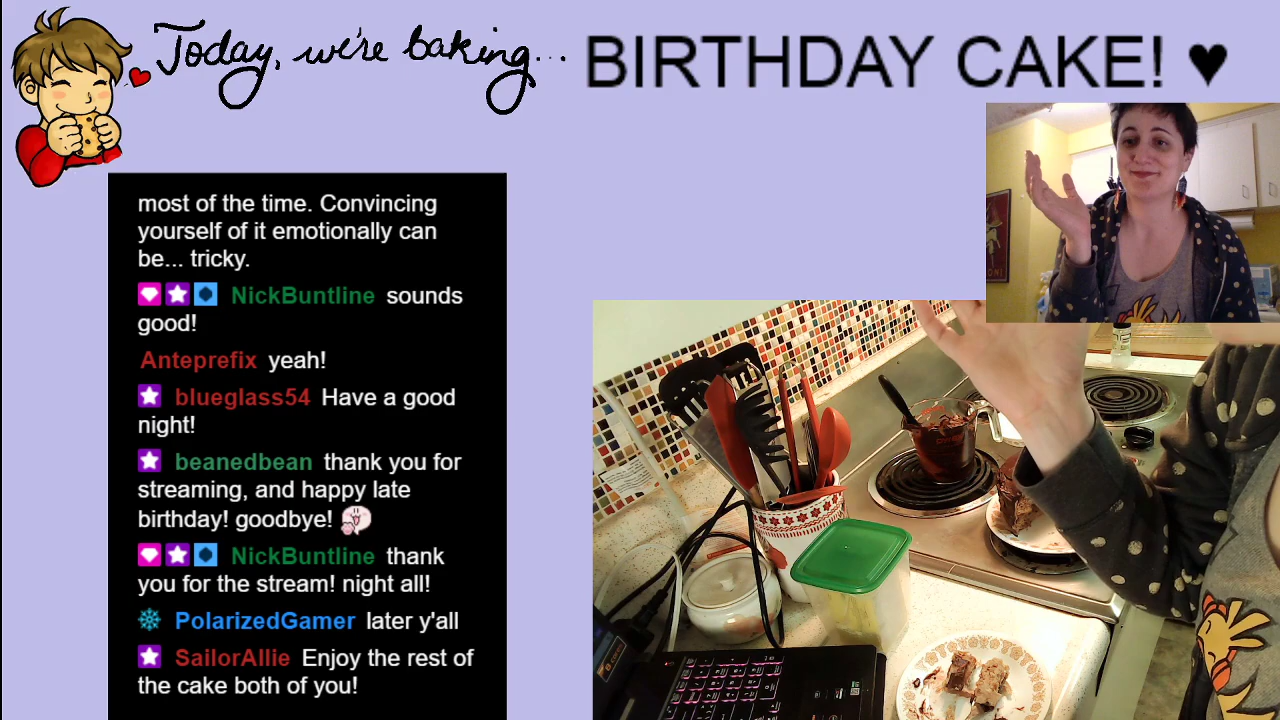 Today, we're baking... BIRTHDAY CAKE! ♥
most of the time. Convincing
yourself of it emotionally can
be... tricky.
NickBuntline sounds
good!
Anteprefix yeah!
blueglass54 Have a good
night!
beanedbean thank you for
streaming, and happy late
birthday! goodbye!
NickBuntline thank
you for the stream! night all!
PolarizedGamer later y'all
SailorAllie Enjoy the rest of
the cake both of you!